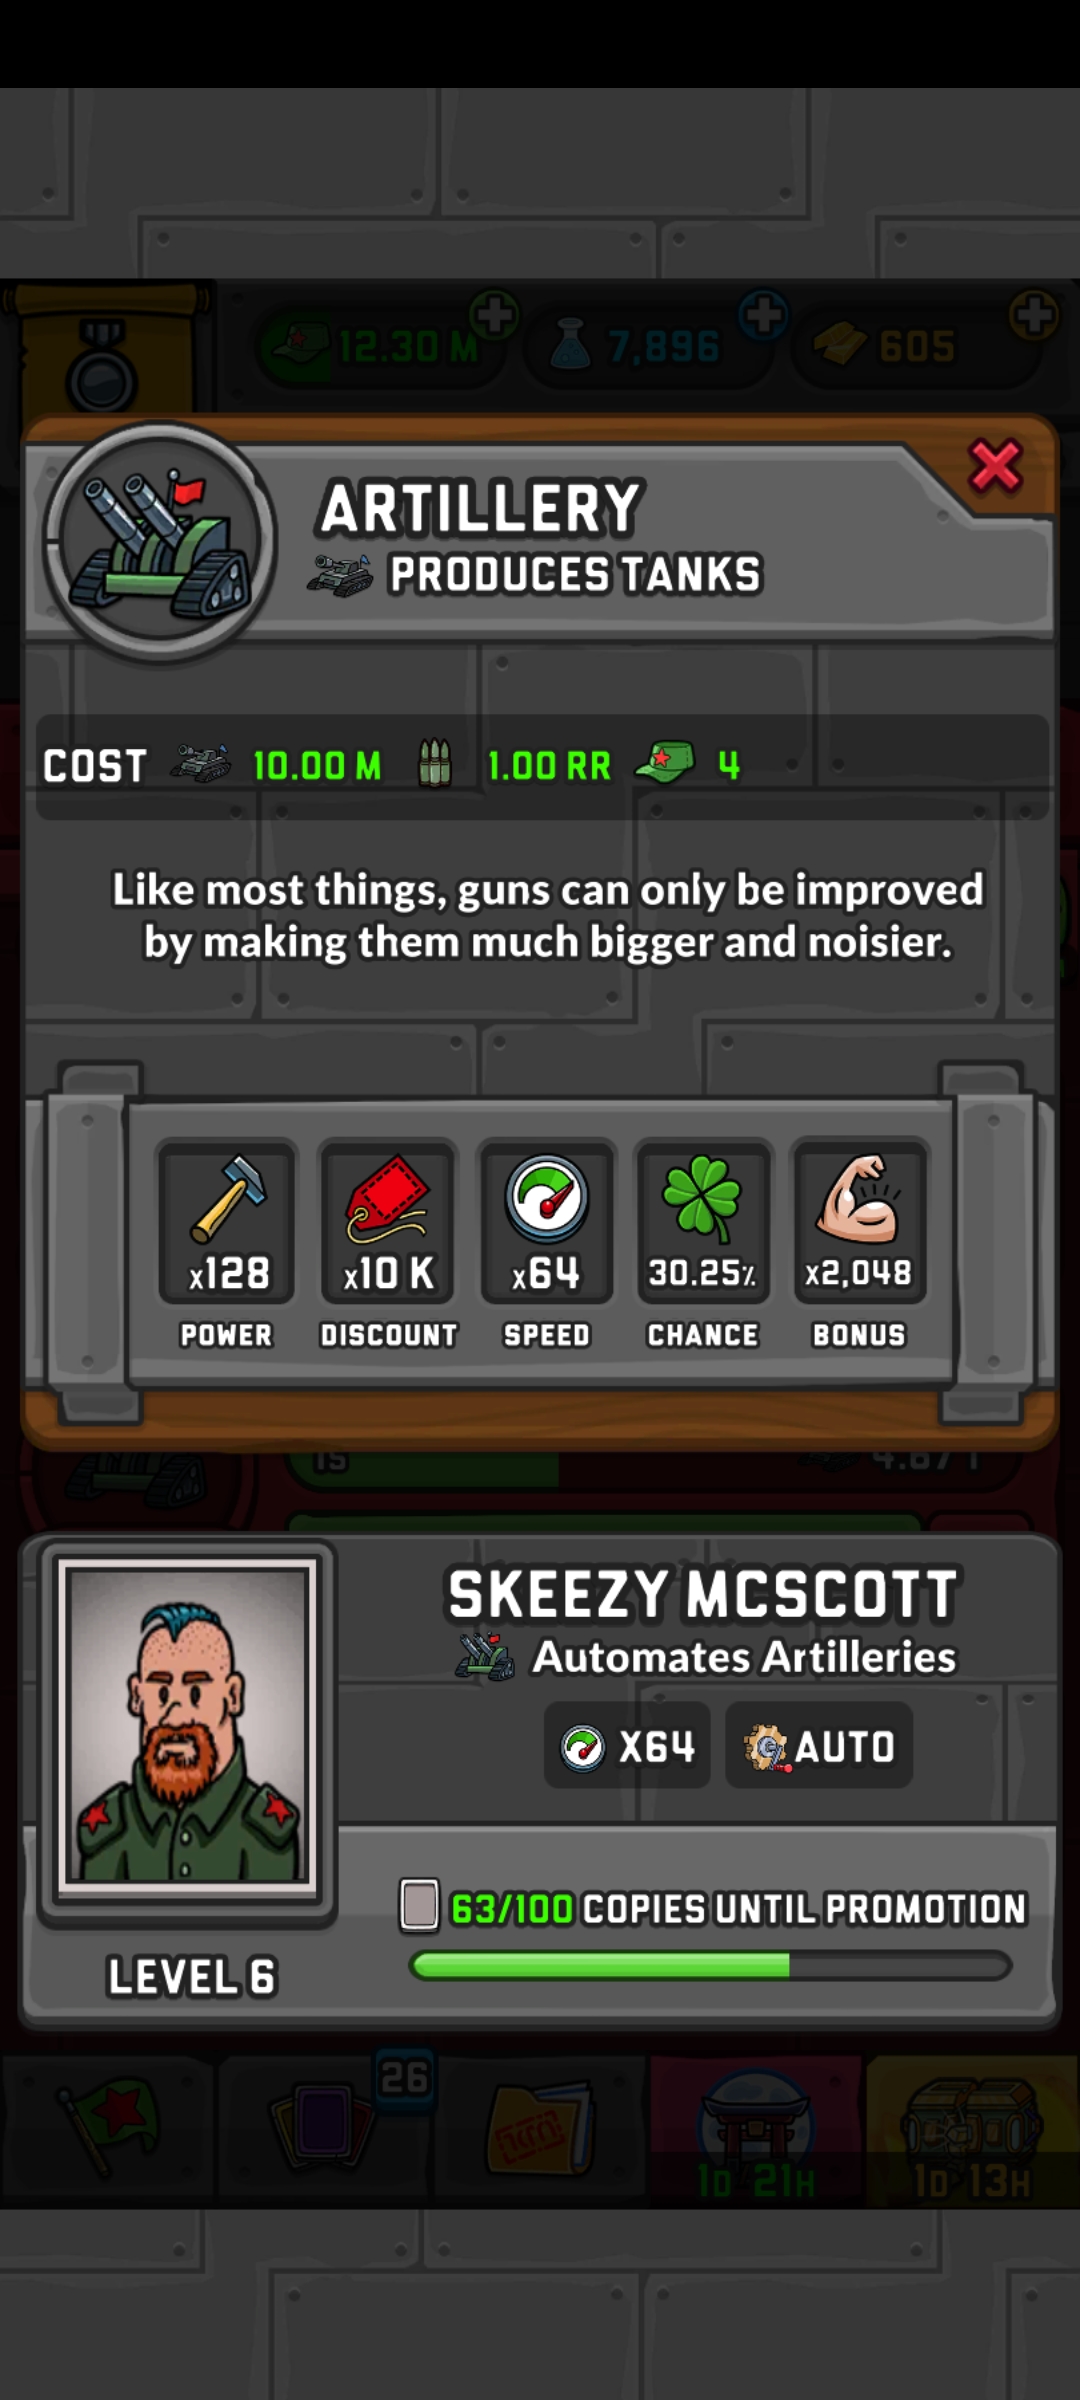 12.30 M 7,896 605
ARTILLERY
PRODUCES TANKS
COST 10.00 M 1.00 RR 4
Like most things, guns can only be improved
by making them much bigger and noisier.
x128 x10 K x64 30.25% x2,048
POWER DISCOUNT SPEED CHANCE BONUS
SKEEZY MCSCOTT
Automates Artilleries
X64 AUTO
63/100 COPIES UNTIL PROMOTION
LEVEL 6
26
1D 21H 1D 13H